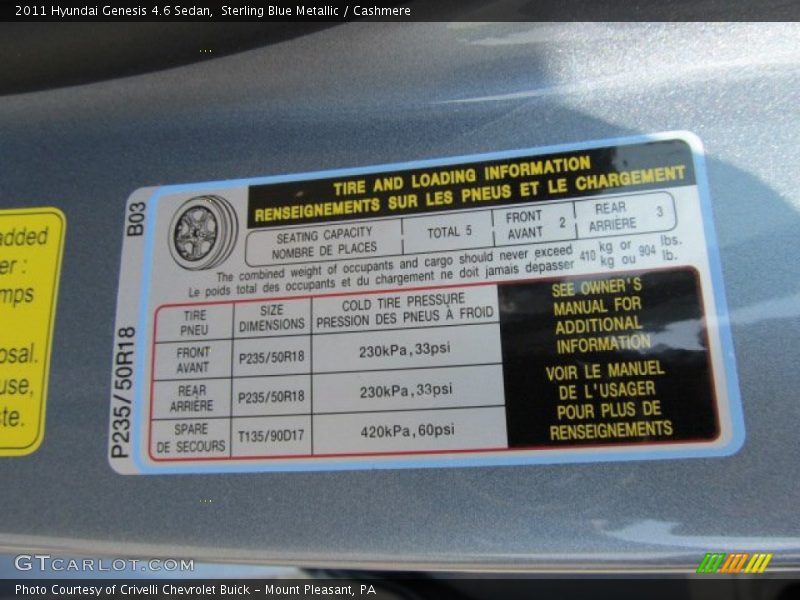 2011 Hyundai Genesis 4.6 Sedan,  Sterling Blue Metallic / Cashmere
added
er :
mps
osal.
use,
te.
B03
P235/50R18
TIRE AND LOADING INFORMATION
RENSEIGNEMENTS SUR LES PNEUS ET LE CHARGEMENT
SEATING CAPACITY
NOMBRE DE PLACES
TOTAL 5
FRONT
AVANT
2
REAR
ARRIÈRE
3
The combined weight of occupants and cargo should never exceed 410 kg or 904 lbs.
Le poids total des occupants et du chargement ne doit jamais depasser kg ou lb.
TIRE
PNEU
SIZE
DIMENSIONS
COLD TIRE PRESSURE
PRESSION DES PNEUS À FROID
FRONT
AVANT
P235/50R18
230kPa,33psi
REAR
ARRIÈRE
P235/50R18
230kPa,33psi
SPARE
DE SECOURS
T135/90D17
420kPa,60psi
SEE OWNER'S
MANUAL FOR
ADDITIONAL
INFORMATION
VOIR LE MANUEL
DE L'USAGER
POUR PLUS DE
RENSEIGNEMENTS
GTCARLOT.COM
Photo Courtesy of Crivelli Chevrolet Buick - Mount Pleasant, PA